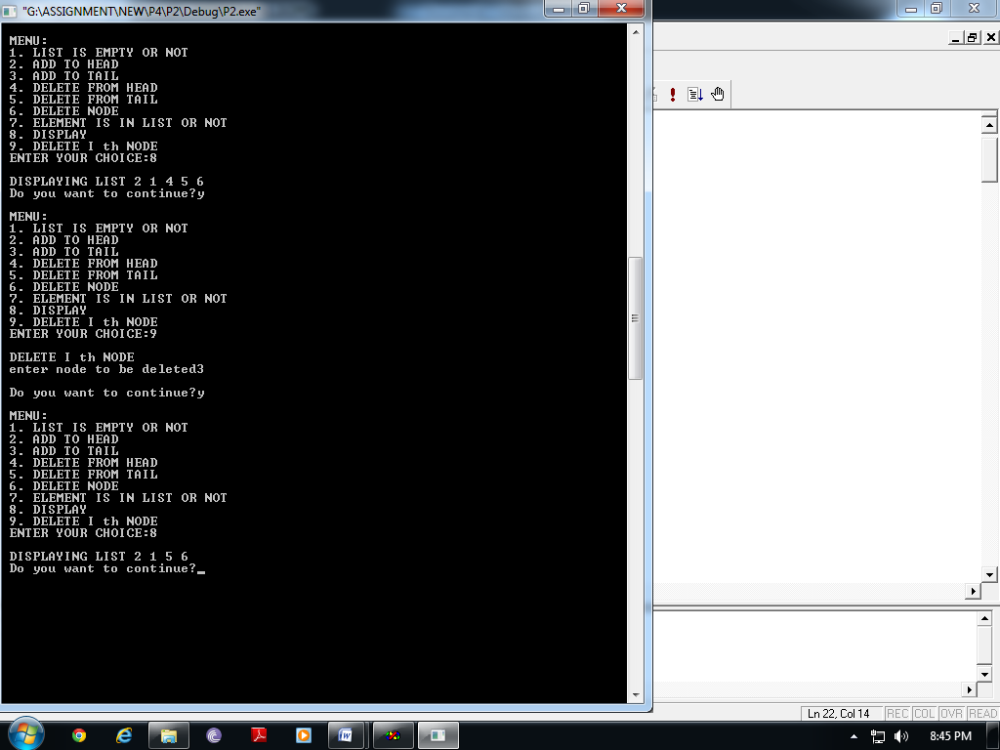 "G:\ASSIGNMENT\NEW\P4\P2\Debug\P2.exe"
MENU:
1. LIST IS EMPTY OR NOT
2. ADD TO HEAD
3. ADD TO TAIL
4. DELETE FROM HEAD
5. DELETE FROM TAIL
6. DELETE NODE
7. ELEMENT IS IN LIST OR NOT
8. DISPLAY
9. DELETE I th NODE
ENTER YOUR CHOICE:8
DISPLAYING LIST 2 1 4 5 6
Do you want to continue?y
MENU:
1. LIST IS EMPTY OR NOT
2. ADD TO HEAD
3. ADD TO TAIL
4. DELETE FROM HEAD
5. DELETE FROM TAIL
6. DELETE NODE
7. ELEMENT IS IN LIST OR NOT
8. DISPLAY
9. DELETE I th NODE
ENTER YOUR CHOICE:9
DELETE I th NODE
enter node to be deleted3
Do you want to continue?y
MENU:
1. LIST IS EMPTY OR NOT
2. ADD TO HEAD
3. ADD TO TAIL
4. DELETE FROM HEAD
5. DELETE FROM TAIL
6. DELETE NODE
7. ELEMENT IS IN LIST OR NOT
8. DISPLAY
9. DELETE I th NODE
ENTER YOUR CHOICE:8
DISPLAYING LIST 2 1 5 6
Do you want to continue?_
Ln 22, Col 14 REC COL OVR READ
8:45 PM